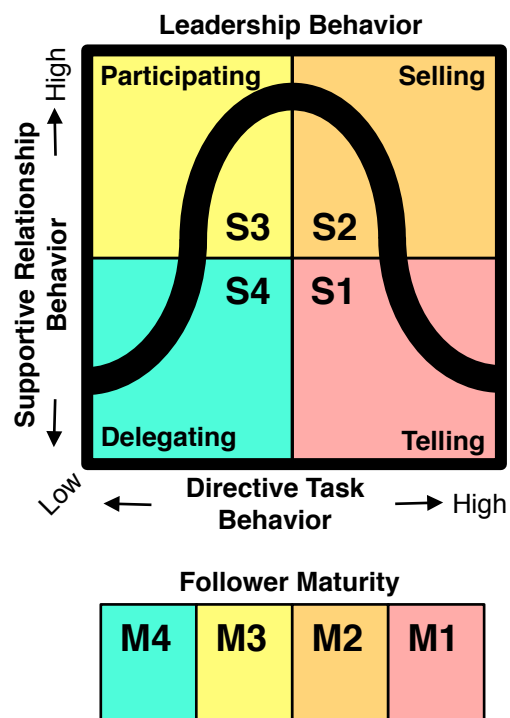 Leadership Behavior
High
Participating
Selling
Supportive Relationship
Behavior
S3
S2
S4
S1
Delegating
Telling
Low
Directive Task
Behavior
High
Follower Maturity
M4
M3
M2
M1